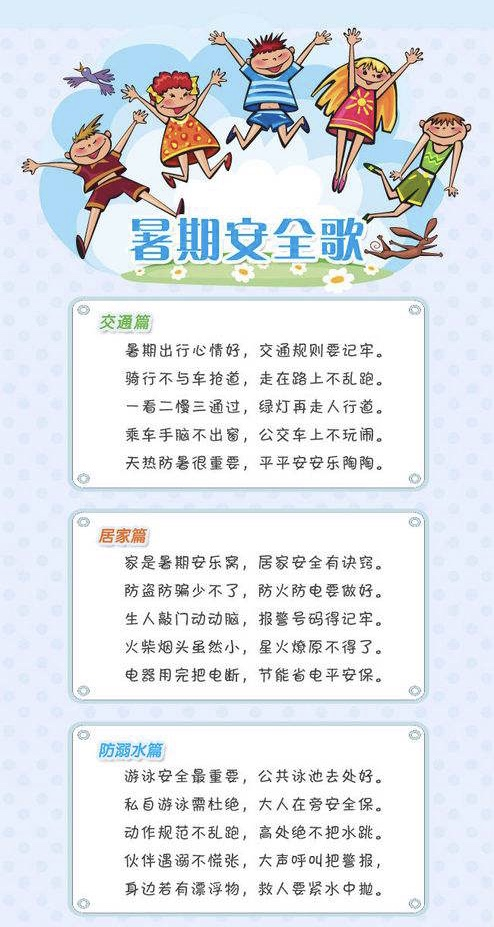 暑期安全歌
交通篇
暑期出行心情好，交通规则要记牢。
骑行不与车抢道，走在路上不乱跑。
一看二慢三通过，绿灯再走人行道。
乘车手脑不出窗，公交车上不玩闹。
天热防暑很重要，平平安安乐陶陶。
居家篇
家是暑期安乐窝，居家安全有诀窍。
防盗防骗少不了，防火防电要做好。
生人敲门动动脑，报警号码得记牢。
火柴烟头虽然小，星火燎原不得了。
电器用完把电断，节能省电平安保。
防溺水篇
游泳安全最重要，公共泳池去处好。
私自游泳需杜绝，大人在旁安全保。
动作规范不乱跑，高处绝不把水跳。
伙伴遇溺不慌张，大声呼叫把警报，
身边若有漂浮物，救人要紧水中抛。